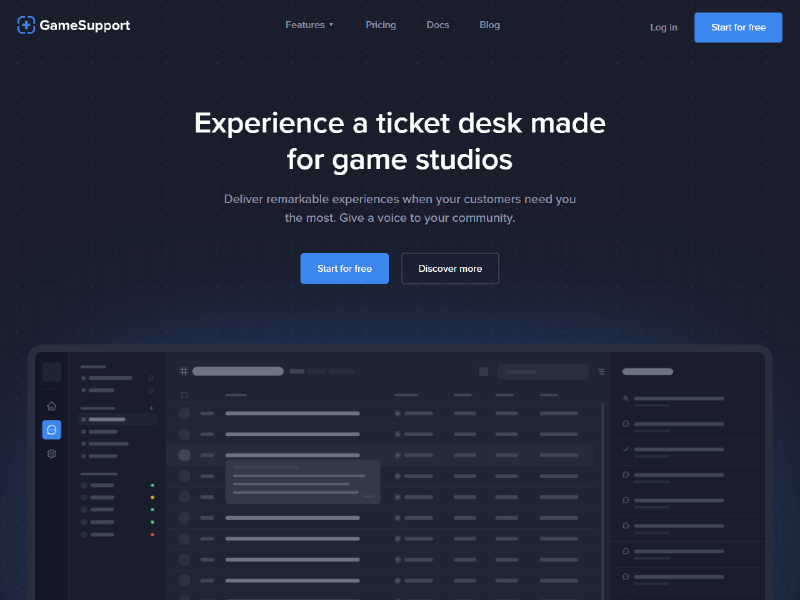 GameSupport
Features
Pricing
Docs
Blog
Log in
Start for free
Experience a ticket desk made
for game studios
Deliver remarkable experiences when your customers need you
the most. Give a voice to your community.
Start for free
Discover more